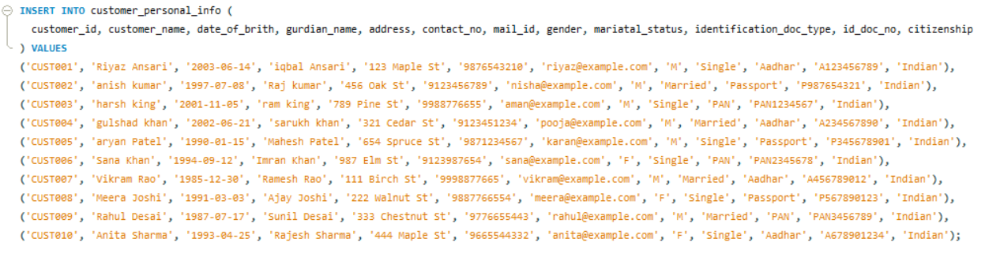 INSERT INTO customer_personal_info (
customer_id, customer_name, date_of_brith, gurdian_name, address, contact_no, mail_id, gender, mariatal_status, identification_doc_type, id_doc_no, citizenship
) VALUES
('CUST001', 'Riyaz Ansari', '2003-06-14', 'iqbal Ansari', '123 Maple St', '9876543210', 'riyaz@example.com', 'M', 'Single', 'Aadhar', 'A123456789', 'Indian'),
('CUST002', 'anish kumar', '1997-07-08', 'Raj kumar', '456 Oak St', '9123456789', 'nisha@example.com', 'M', 'Married', 'Passport', 'P987654321', 'Indian'),
('CUST003', 'harsh king', '2001-11-05', 'ram king', '789 Pine St', '9988776655', 'aman@example.com', 'M', 'Single', 'PAN', 'PAN1234567', 'Indian'),
('CUST004', 'gulshad khan', '2002-06-21', 'sarukh khan', '321 Cedar St', '9123451234', 'pooja@example.com', 'M', 'Married', 'Aadhar', 'A234567890', 'Indian'),
('CUST005', 'aryan Patel', '1990-01-15', 'Mahesh Patel', '654 Spruce St', '9871234567', 'karan@example.com', 'M', 'Single', 'Passport', 'P345678901', 'Indian'),
('CUST006', 'Sana Khan', '1994-09-12', 'Imran Khan', '987 Elm St', '9123987654', 'sana@example.com', 'F', 'Single', 'PAN', 'PAN2345678', 'Indian'),
('CUST007', 'Vikram Rao', '1985-12-30', 'Ramesh Rao', '111 Birch St', '9998877665', 'vikram@example.com', 'M', 'Married', 'Aadhar', 'A456789012', 'Indian'),
('CUST008', 'Meera Joshi', '1991-03-03', 'Ajay Joshi', '222 Walnut St', '9887766554', 'meera@example.com', 'F', 'Single', 'Passport', 'P567890123', 'Indian'),
('CUST009', 'Rahul Desai', '1987-07-17', 'Sunil Desai', '333 Chestnut St', '9776655443', 'rahul@example.com', 'M', 'Married', 'PAN', 'PAN3456789', 'Indian'),
('CUST010', 'Anita Sharma', '1993-04-25', 'Rajesh Sharma', '444 Maple St', '9665544332', 'anita@example.com', 'F', 'Single', 'Aadhar', 'A678901234', 'Indian');